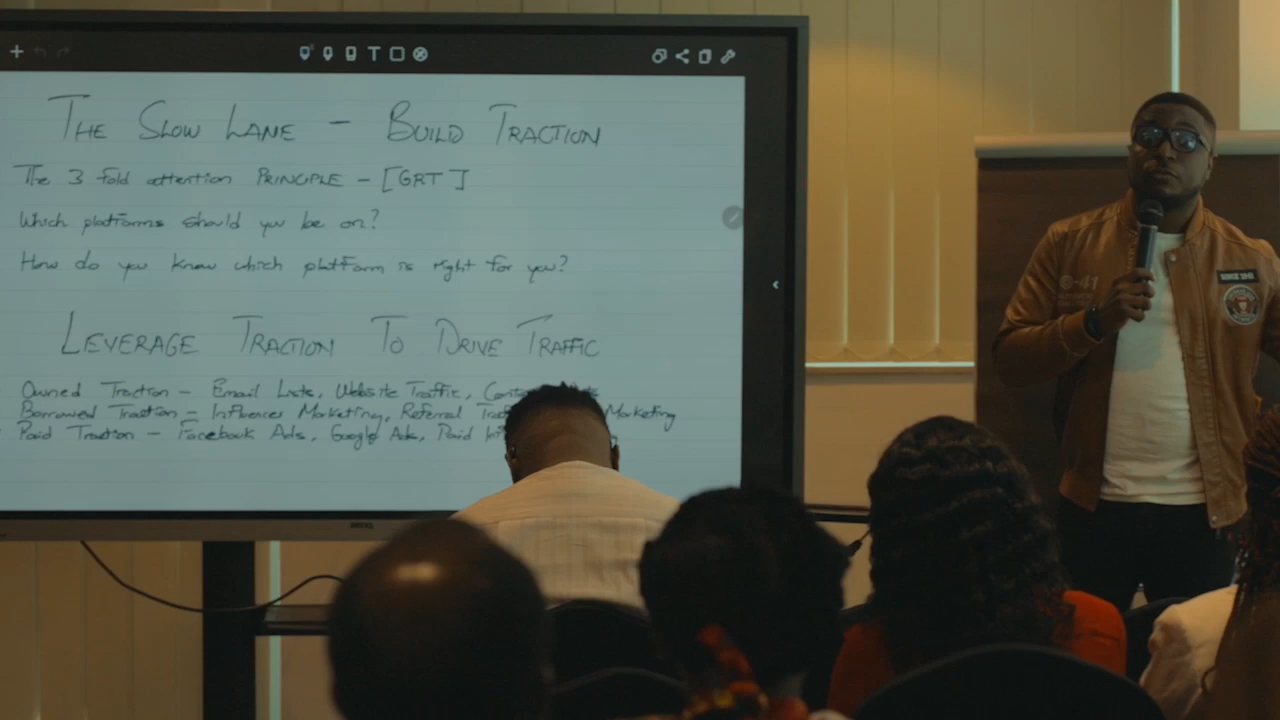 THE SLOW LANE - BUILD TRACTION
The 3 fold attention PRINCIPLE - [GRT]
Which platforms should you be on?
How do you know which platform is right for you?
LEVERAGE TRACTION TO DRIVE TRAFFIC
Owned Traction - Email Lists, Website Traffic,
Borrowed Traction - Influencer Marketing, Referral Marketing
Paid Traction - Facebook Ads, Google Ads, Paid
BENQ
-41